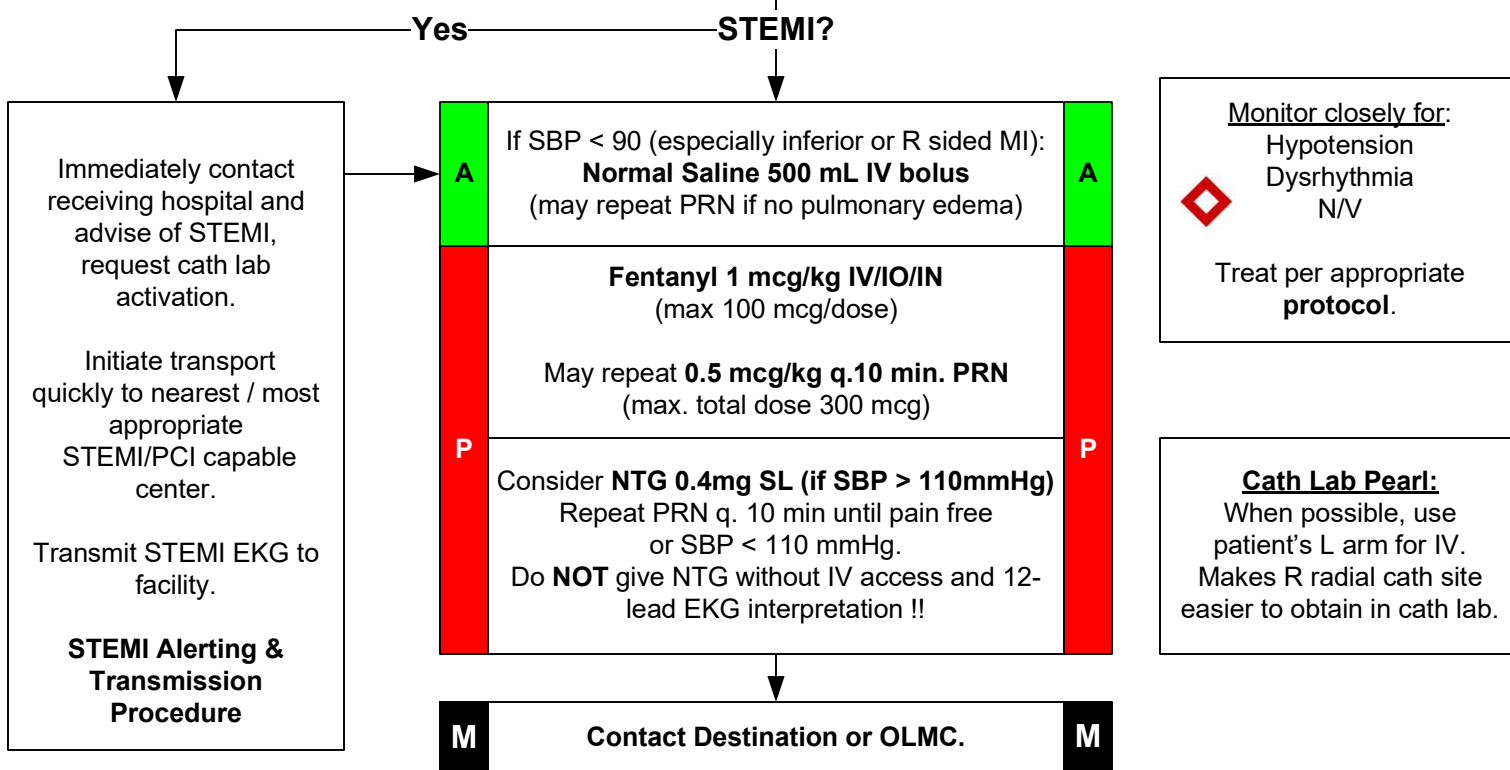 Yes
STEMI?
Immediately contact
receiving hospital and
advise of STEMI,
request cath lab
activation.
Initiate transport
quickly to nearest / most
appropriate
STEMI/PCI capable
center.
Transmit STEMI EKG to
facility.
STEMI Alerting &
Transmission
Procedure
A
If SBP < 90 (especially inferior or R sided MI):
Normal Saline 500 mL IV bolus
(may repeat PRN if no pulmonary edema)
A
P
Fentanyl 1 mcg/kg IV/IO/IN
(max 100 mcg/dose)
May repeat 0.5 mcg/kg q.10 min. PRN
(max. total dose 300 mcg)
Consider NTG 0.4mg SL (if SBP > 110mmHg)
Repeat PRN q. 10 min until pain free
or SBP < 110 mmHg.
Do NOT give NTG without IV access and 12-
lead EKG interpretation !!
P
M
Contact Destination or OLMC.
M
Monitor closely for:
Hypotension
Dysrhythmia
N/V
Treat per appropriate
protocol.
Cath Lab Pearl:
When possible, use
patient's L arm for IV.
Makes R radial cath site
easier to obtain in cath lab.